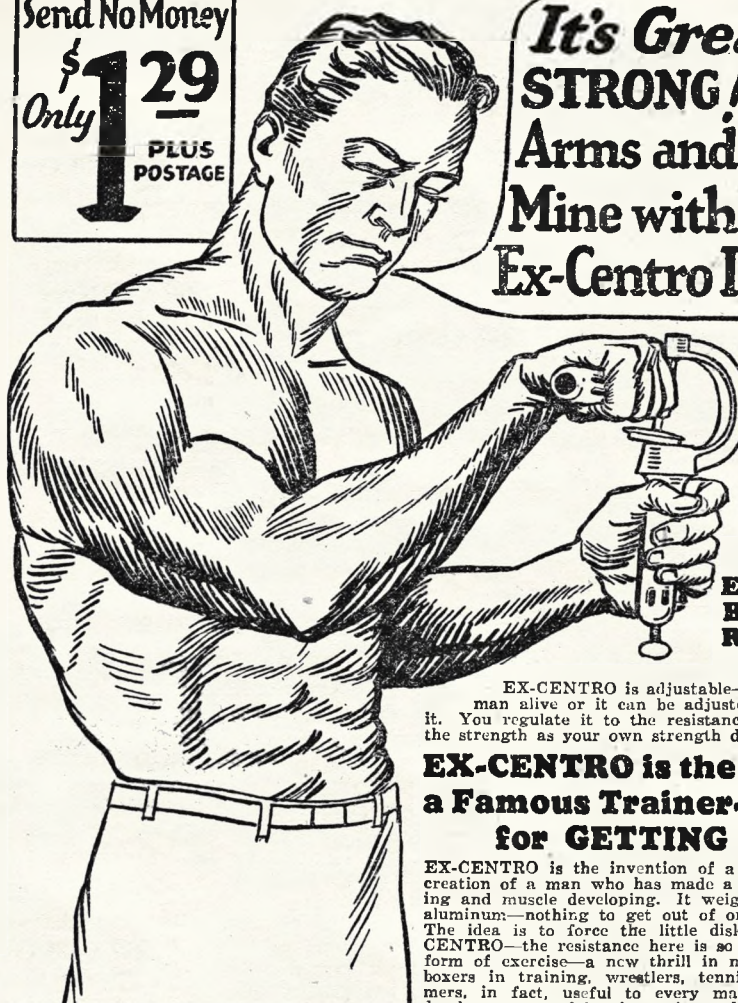 Send No Money
$
Only 1 29
PLUS
POSTAGE
It's Gre
STRONG
Arms and
Mine with
Ex-Centro
E
R
EX-CENTRO is adjustable—
man alive or it can be adjust
it. You regulate it to the resistanc
the strength as your own strength d
EX-CENTRO is the
a Famous Trainer
for GETTING
EX-CENTRO is the invention of a
creation of a man who has made a
ing and muscle developing. It weig
aluminum—nothing to get out of o
The idea is to force the little dis
CENTRO—the resistance here is so
form of exercise—a new thrill in
boxers in training, wrestlers, tenni
mers, in fact, useful to every ma